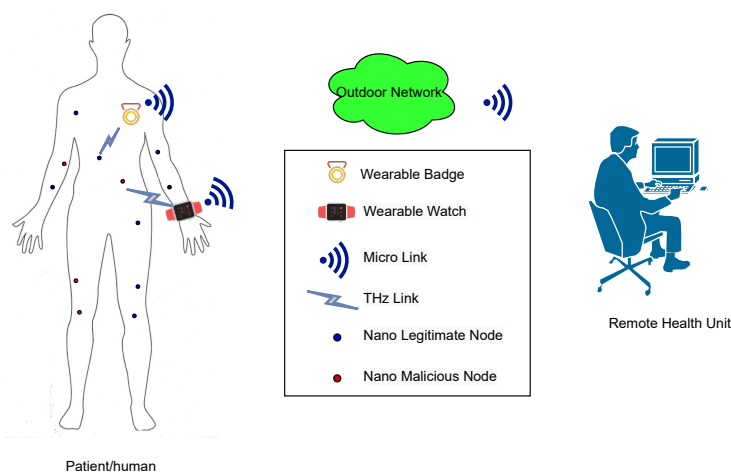 Outdoor Network
Wearable Badge
Wearable Watch
Micro Link
THz Link
Nano Legitimate Node
Nano Malicious Node
Remote Health Unit
Patient/human